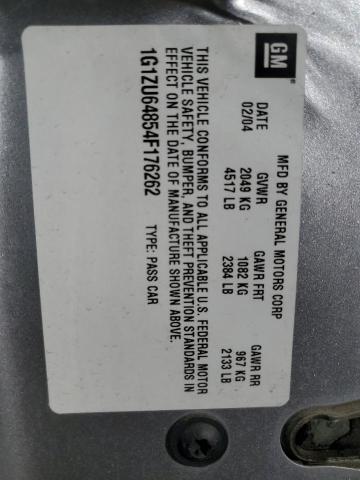 GM
MFD BY GENERAL MOTORS CORP
DATE GVWR GAWR FRT GAWR RR
02/04 2049 KG 1082 KG 967 KG
4517 LB 2384 LB 2133 LB
THIS VEHICLE CONFORMS TO ALL APPLICABLE U.S. FEDERAL MOTOR
VEHICLE SAFETY, BUMPER, AND THEFT PREVENTION STANDARDS IN
EFFECT ON THE DATE OF MANUFACTURE SHOWN ABOVE.
1G1ZU64854F176262 TYPE: PASS CAR